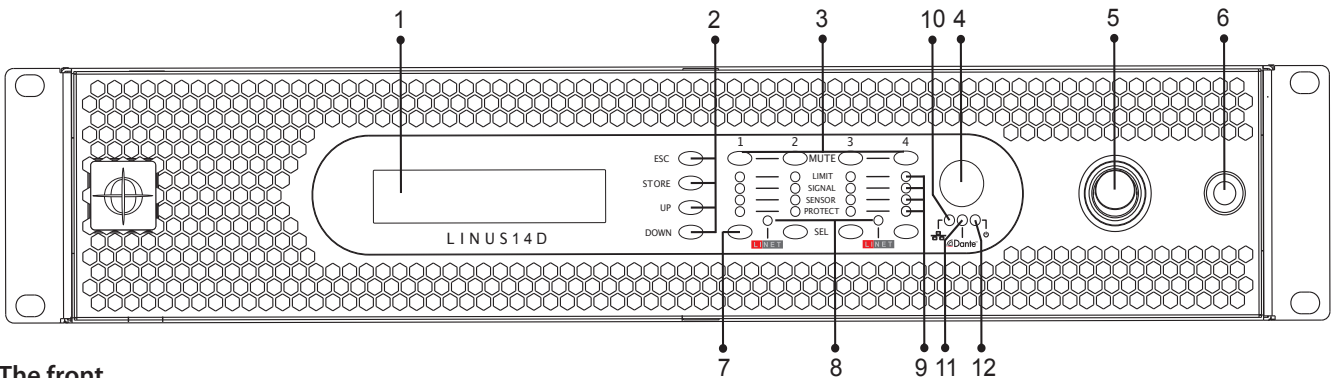 1 2 3 10 4 5 6
1 2 3 4
ESC MUTE
LIMIT
STORE SIGNAL
SENSOR
UP PROTECT
DOWN SEL
LINUS14D LINET LINET Dante
7 8 9 11 12
The front